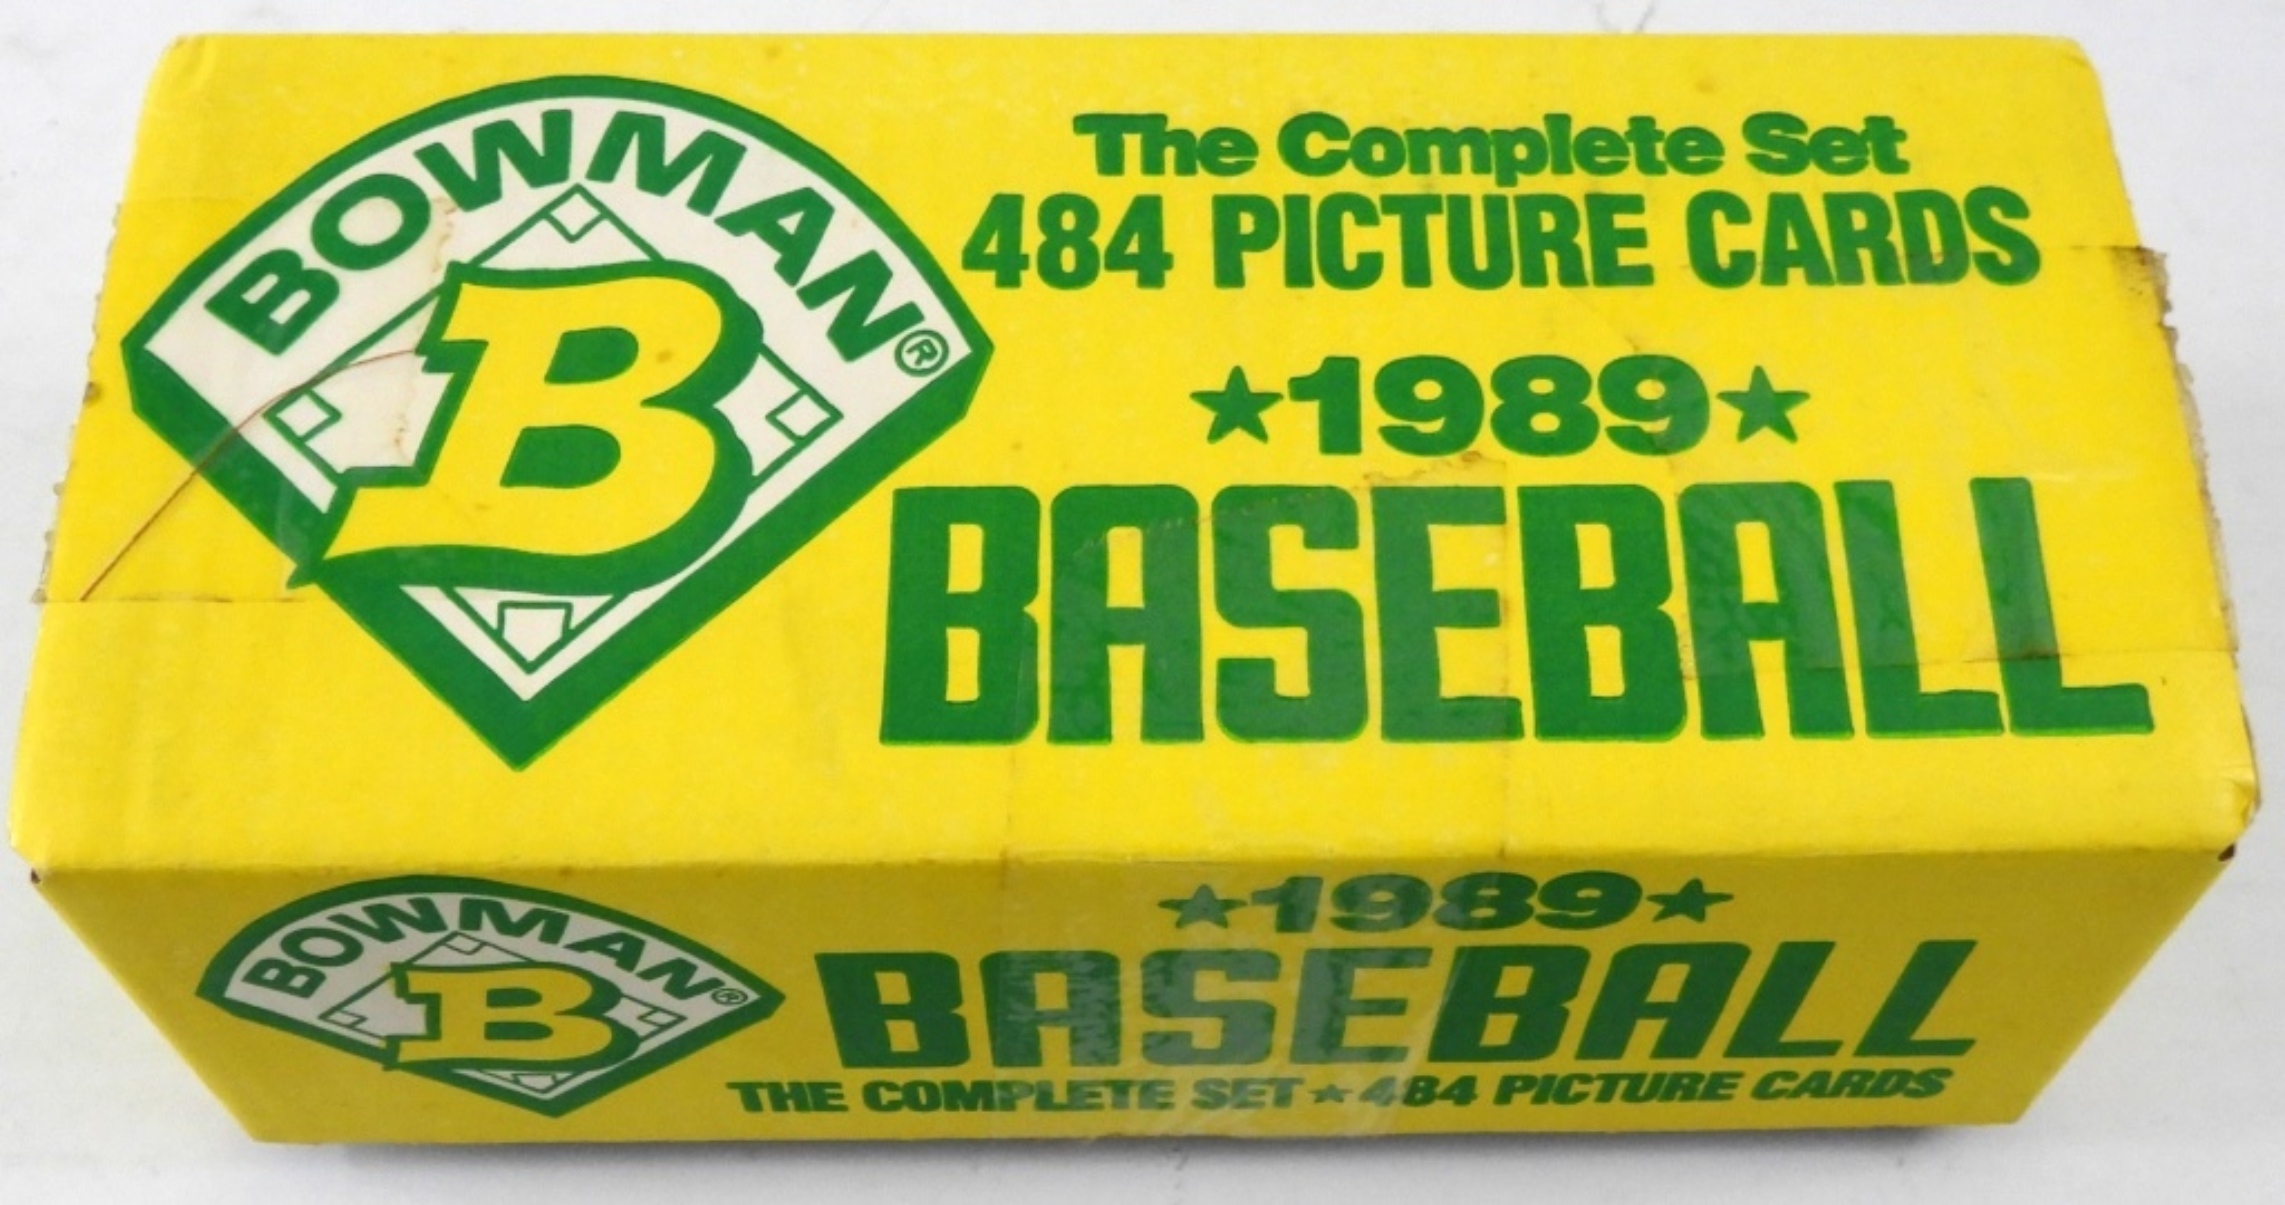 BOWMAN®
B
The Complete Set
484 PICTURE CARDS
★1989★
BASEBALL
BOWMAN®
B
★1989★
BASEBALL
THE COMPLETE SET★484 PICTURE CARDS